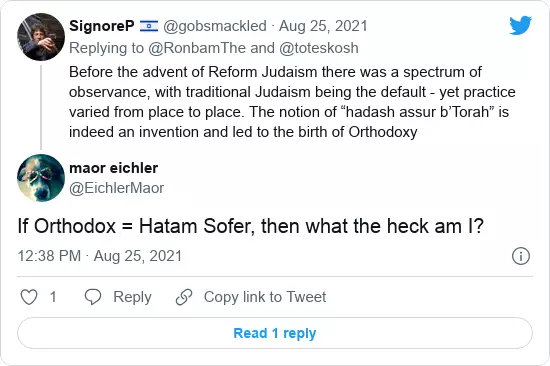 SignoreP 🇮🇱 @gobsmackled · Aug 25, 2021
Replying to @RonbamThe and @toteskosh
Before the advent of Reform Judaism there was a spectrum of
observance, with traditional Judaism being the default - yet practice
varied from place to place. The notion of “hadash assur b’Torah” is
indeed an invention and led to the birth of Orthodoxy
maor eichler
@EichlerMaor
If Orthodox = Hatam Sofer, then what the heck am I?
12:38 PM · Aug 25, 2021
1 Reply Copy link to Tweet
Read 1 reply